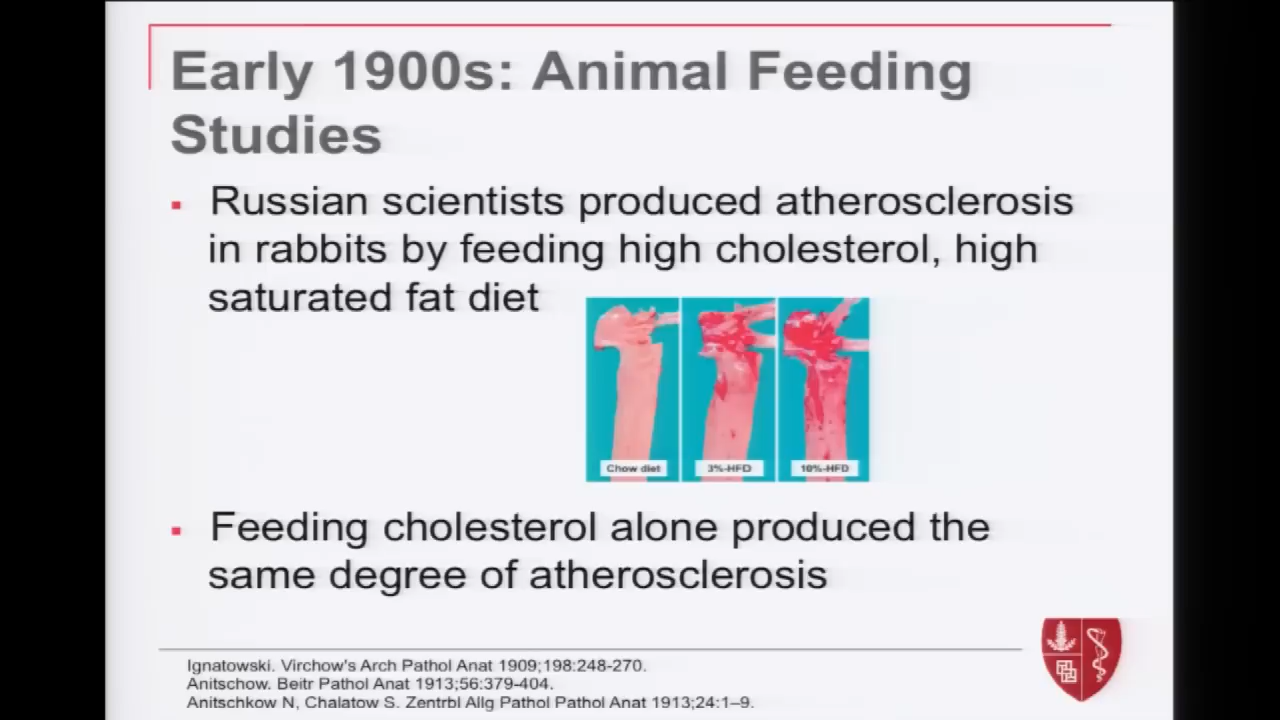 Early 1900s: Animal Feeding
Studies
▪ Russian scientists produced atherosclerosis
in rabbits by feeding high cholesterol, high
saturated fat diet
Chow diet
3%-HFD
10%-HFD
▪ Feeding cholesterol alone produced the
same degree of atherosclerosis
Ignatowski. Virchow's Arch Pathol Anat 1909;198:248-270.
Anitschow. Beitr Pathol Anat 1913;56:379-404.
Anitschkow N, Chalatow S. Zentrbl Allg Pathol Pathol Anat 1913;24:1–9.